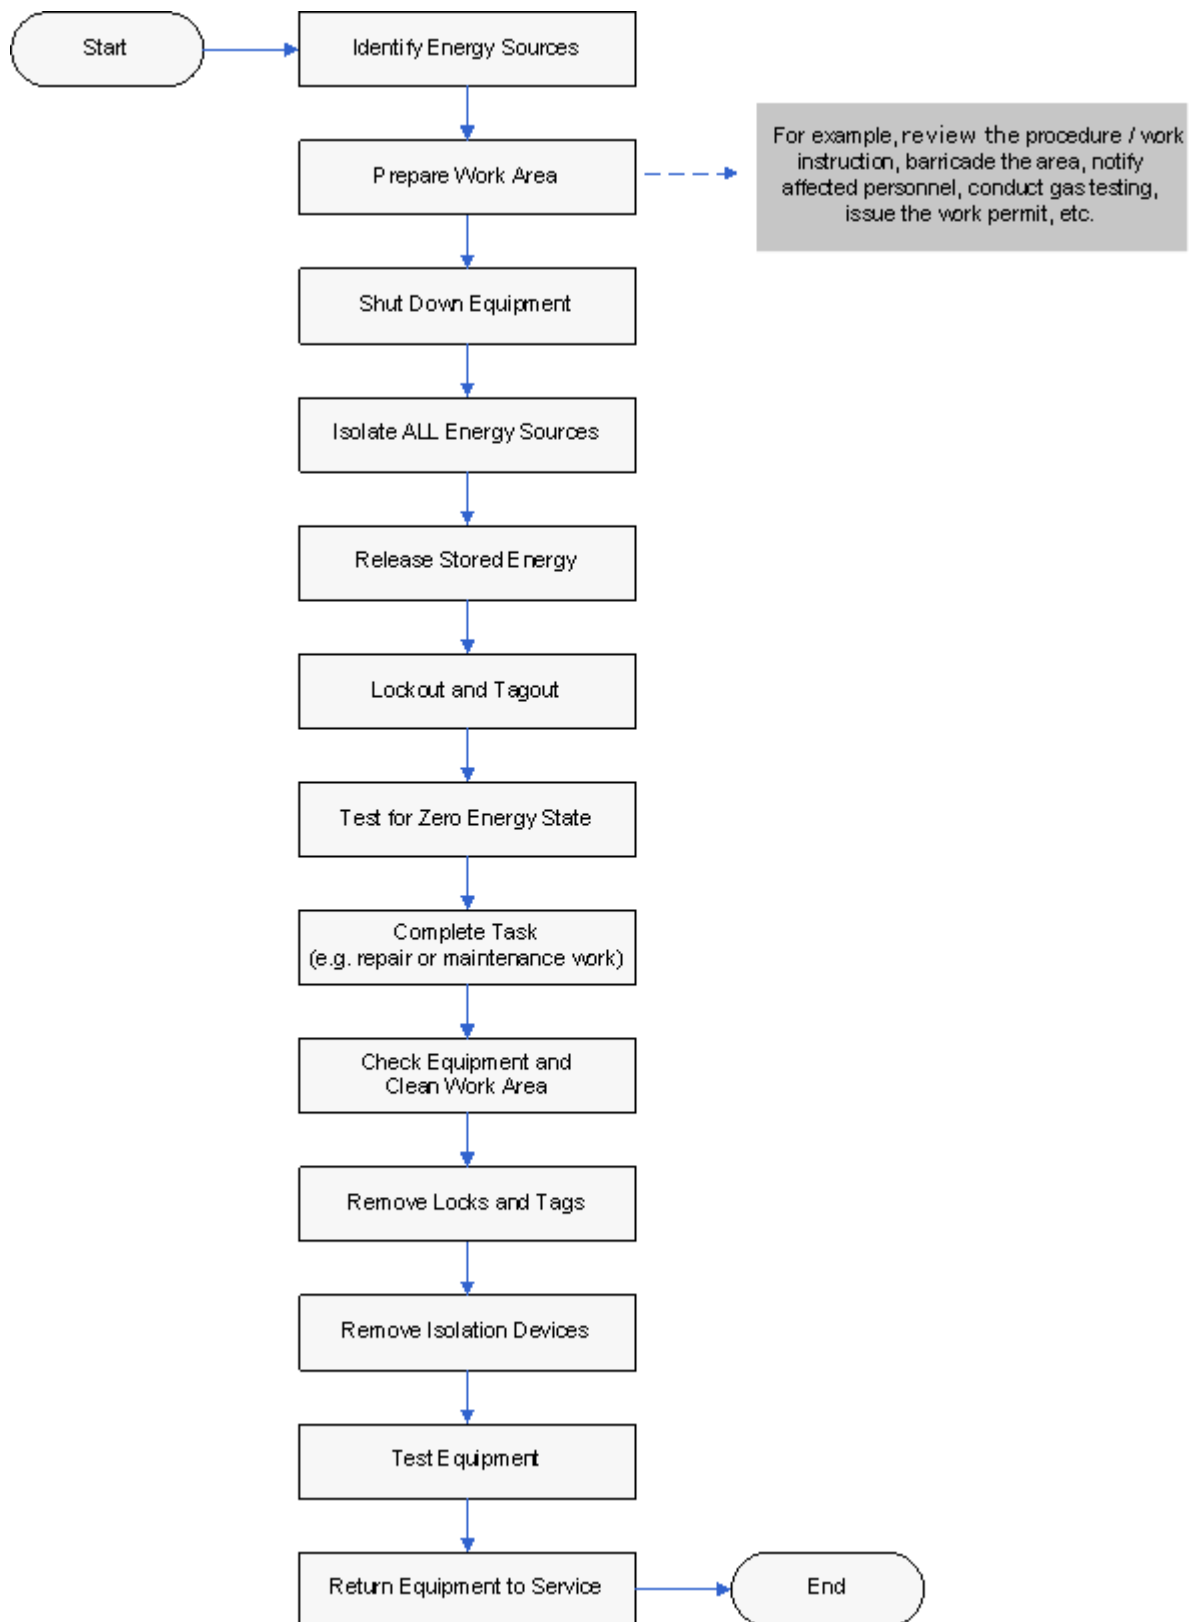 Start
Identify Energy Sources
Prepare Work Area
For example, review the procedure / work
instruction, barricade the area, notify
affected personnel, conduct gas testing,
issue the work permit, etc.
Shut Down Equipment
Isolate ALL Energy Sources
Release Stored Energy
Lockout and Tagout
Test for Zero Energy State
Complete Task
(e.g. repair or maintenance work)
Check Equipment and
Clean Work Area
Remove Locks and Tags
Remove Isolation Devices
Test Equipment
Return Equipment to Service
End